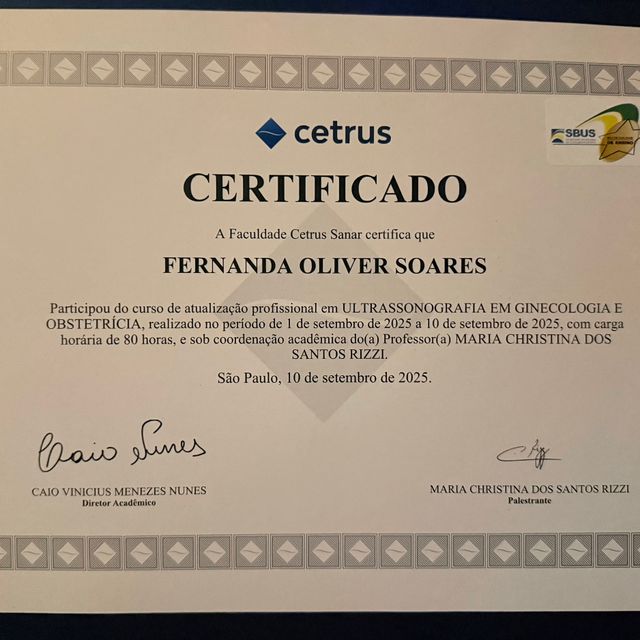 cetrus
SBUS
CERTIFICADO
A Faculdade Cetrus Sanar certifica que
FERNANDA OLIVER SOARES
Participou do curso de atualização profissional em ULTRASSONOGRAFIA EM GINECOLOGIA E
OBSTETRÍCIA, realizado no período de 1 de setembro de 2025 a 10 de setembro de 2025, com carga
horária de 80 horas, e sob coordenação acadêmica do(a) Professor(a) MARIA CHRISTINA DOS
SANTOS RIZZI.
São Paulo, 10 de setembro de 2025.
Caio Nunes
CAIO VINICIUS MENEZES NUNES
Diretor Acadêmico
MARIA CHRISTINA DOS SANTOS RIZZI
Palestrante